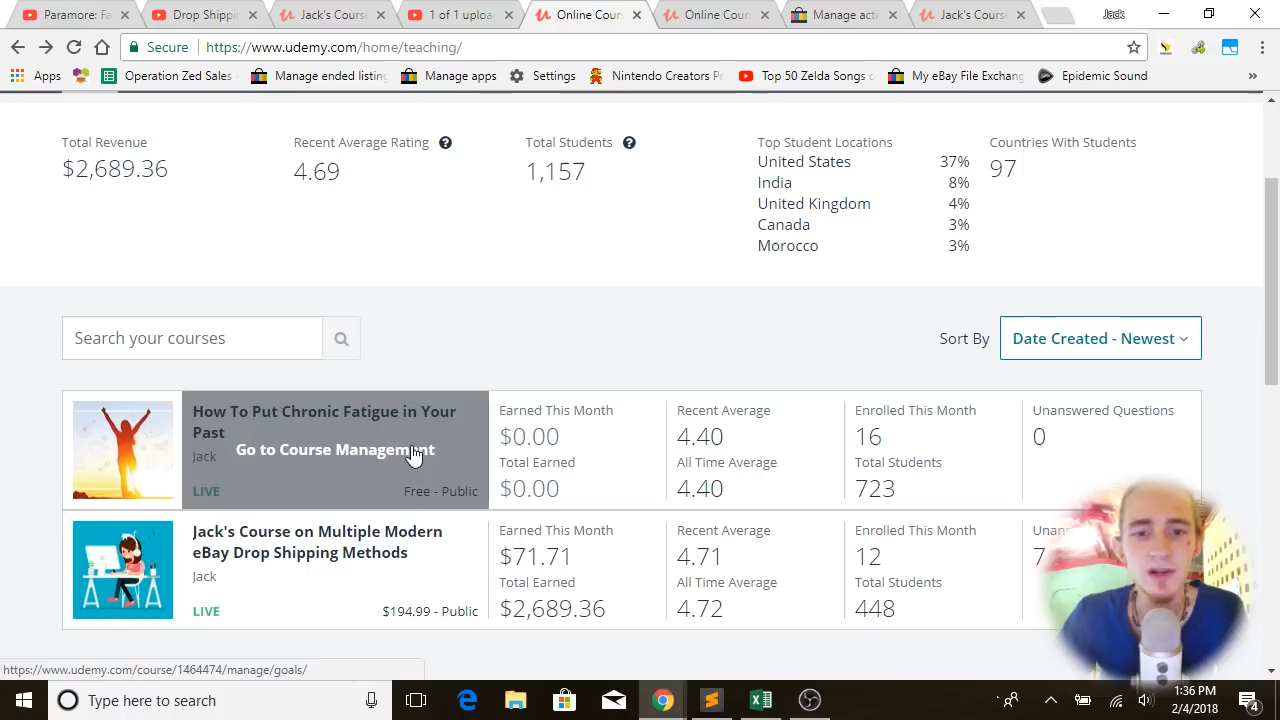 Paramore Fa
Drop Shippi
Jack's Cours
1 of 1 uploa
Online Cour
Online Cour
Manage acti
Jack's Cours
Jack
Secure https://www.udemy.com/home/teaching/
Apps
Operation Zed Sales
Manage ended listing
Manage apps
Settings
Nintendo Creators Pr
Top 50 Zelda Songs o
My eBay File Exchang
Epidemic Sound
»
Total Revenue
$2,689.36
Recent Average Rating ?
4.69
Total Students ?
1,157
Top Student Locations
United States 37%
India 8%
United Kingdom 4%
Canada 3%
Morocco 3%
Countries With Students
97
Search your courses
Sort By Date Created - Newest
How To Put Chronic Fatigue in Your
Past
Jack
Go to Course Management
LIVE Free - Public
Earned This Month
$0.00
Total Earned
$0.00
Recent Average
4.40
All Time Average
4.40
Enrolled This Month
16
Total Students
723
Unanswered Questions
0
Jack's Course on Multiple Modern
eBay Drop Shipping Methods
Jack
LIVE $194.99 - Public
Earned This Month
$71.71
Total Earned
$2,689.36
Recent Average
4.71
All Time Average
4.72
Enrolled This Month
12
Total Students
448
Unans
7
https://www.udemy.com/course/1464474/manage/goals/
Type here to search
1:36 PM
2/4/2018
4